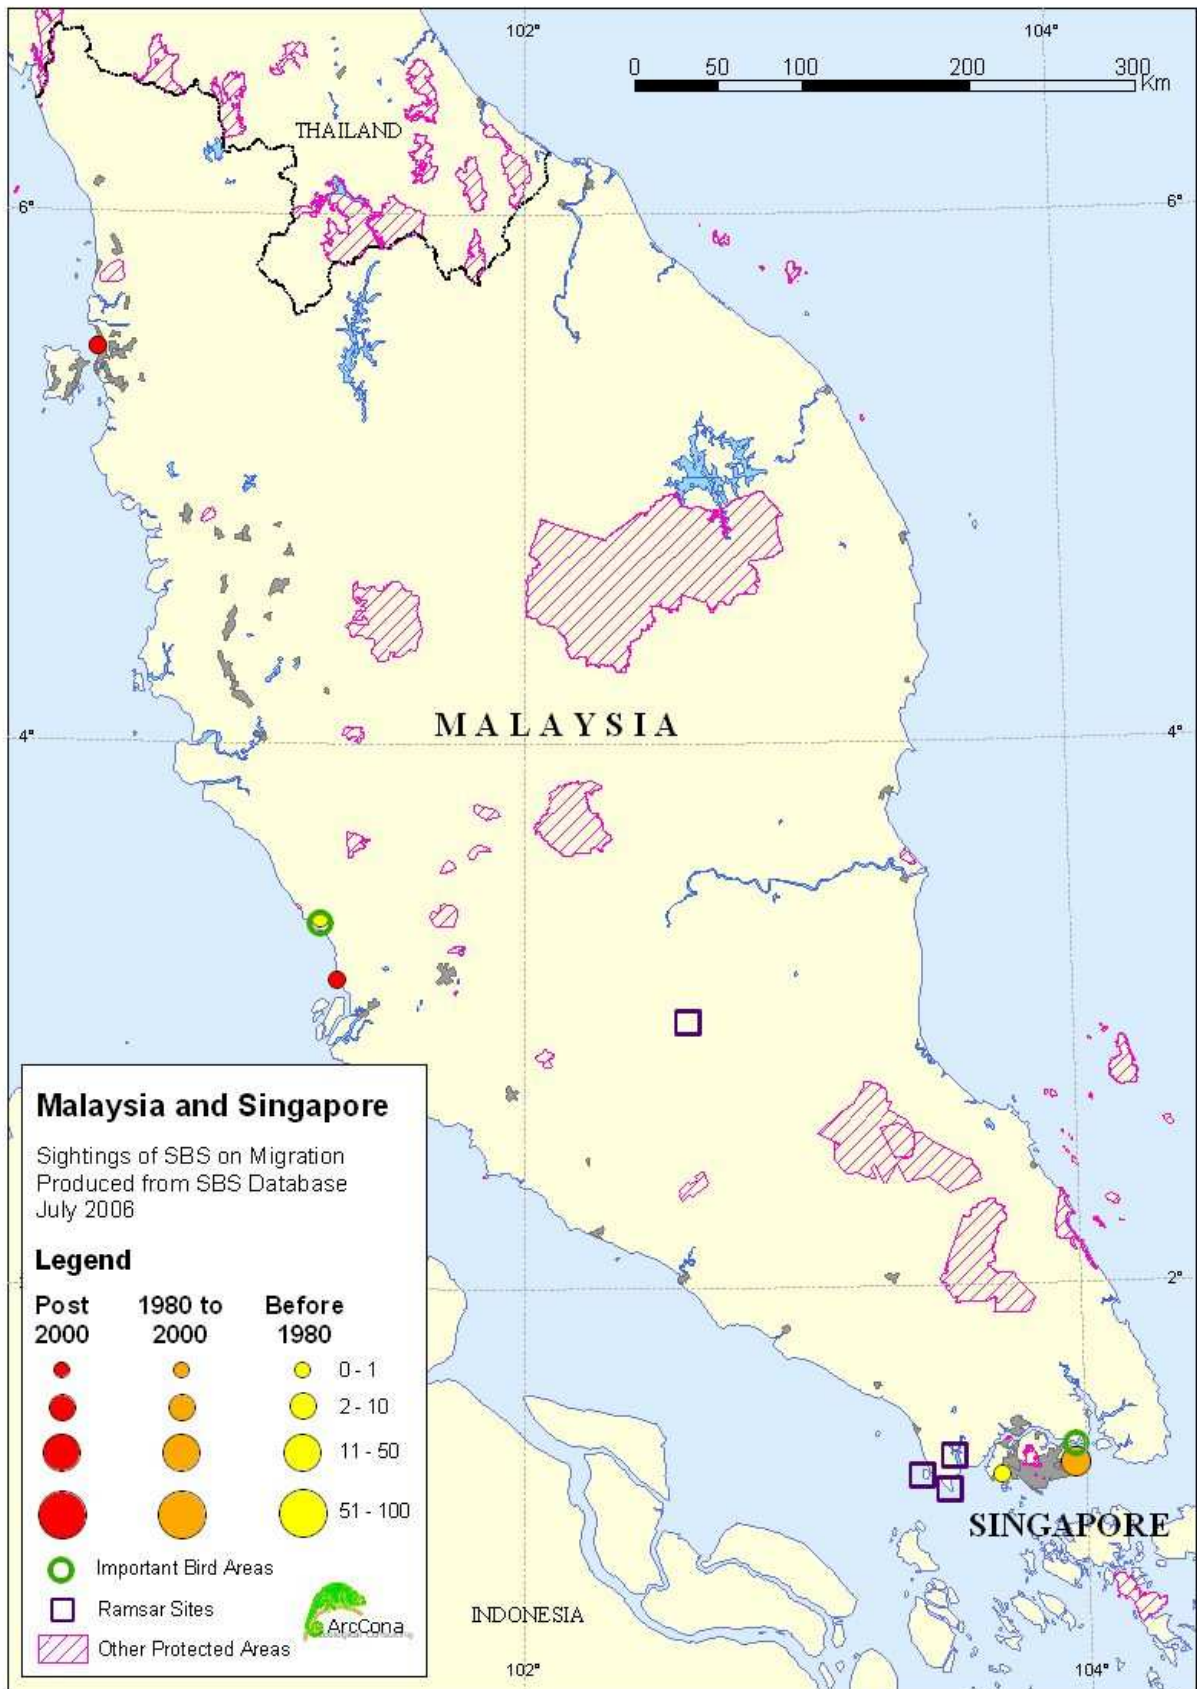 102°
104°
0 50 100 200 300
Km
THAILAND
6°
6°
MALAYSIA
4°
4°
Malaysia and Singapore
Sightings of SBS on Migration
Produced from SBS Database
July 2006
Legend
Post 2000
1980 to 2000
Before 1980
0 - 1
2 - 10
11 - 50
51 - 100
Important Bird Areas
Ramsar Sites
Other Protected Areas
ArcCona
2°
SINGAPORE
INDONESIA
102°
104°